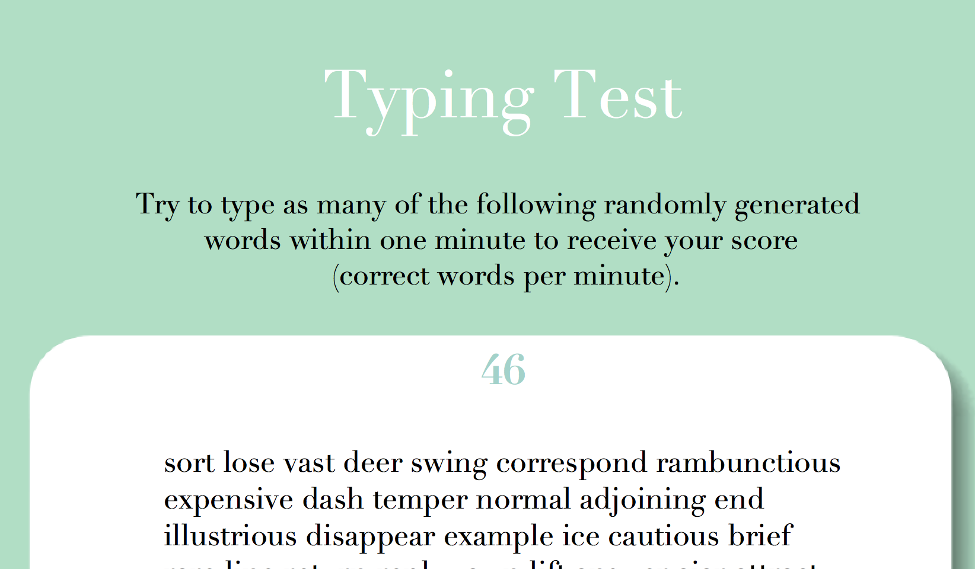 Typing Test
Try to type as many of the following randomly generated
words within one minute to receive your score
(correct words per minute).
46
sort lose vast deer swing correspond rambunctious
expensive dash temper normal adjoining end
illustrious disappear example ice cautious brief